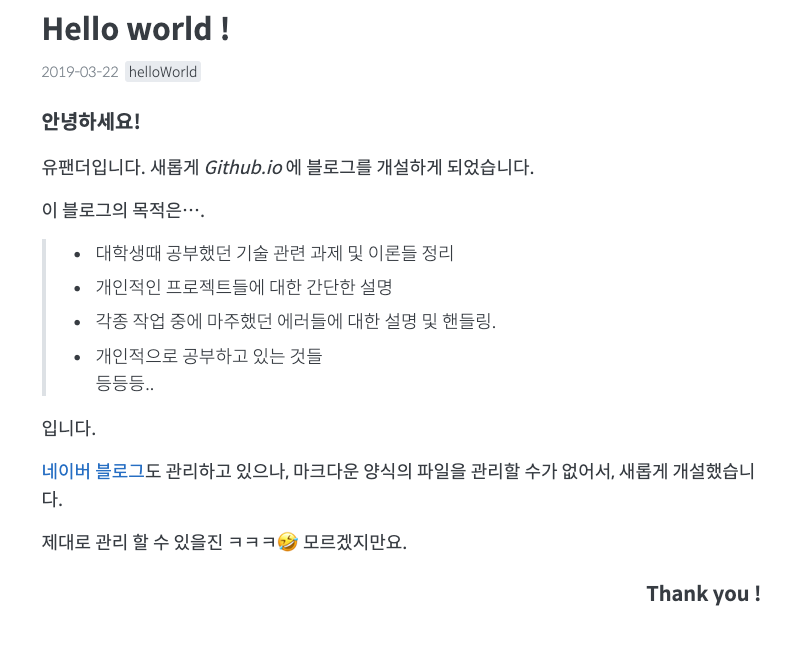 Hello world !
2019-03-22 helloWorld
안녕하세요!
유팬더입니다. 새롭게 Github.io 에 블로그를 개설하게 되었습니다.
이 블로그의 목적은….
• 대학생때 공부했던 기술 관련 과제 및 이론들 정리
• 개인적인 프로젝트들에 대한 간단한 설명
• 각종 작업 중에 마주했던 에러들에 대한 설명 및 핸들링.
• 개인적으로 공부하고 있는 것들
등등등..
입니다.
네이버 블로그도 관리하고 있으나, 마크다운 양식의 파일을 관리할 수가 없어서, 새롭게 개설했습니
다.
제대로 관리 할 수 있을진 ㅋㅋㅋ🤣 모르겠지만요.
Thank you !